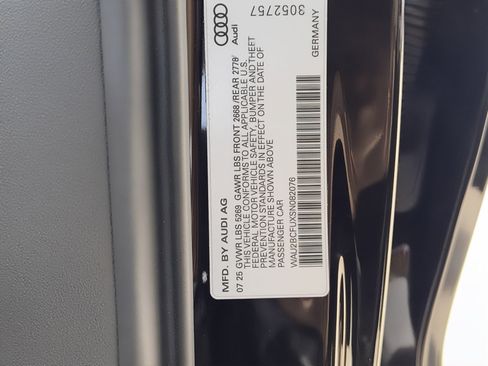 MFD. BY AUDI AG
07 25 GVWR LBS 5269 GAWR LBS FRONT 2668 /REAR 2778
THIS VEHICLE CONFORMS TO ALL APPLICABLE U.S.
FEDERAL MOTOR VEHICLE SAFETY, BUMPER AND THEFT
PREVENTION STANDARDS IN EFFECT ON THE DATE OF
MANUFACTURE SHOWN ABOVE
PASSENGER CAR
WAU2BCFUXSN082076
Audi
3052757
GERMANY